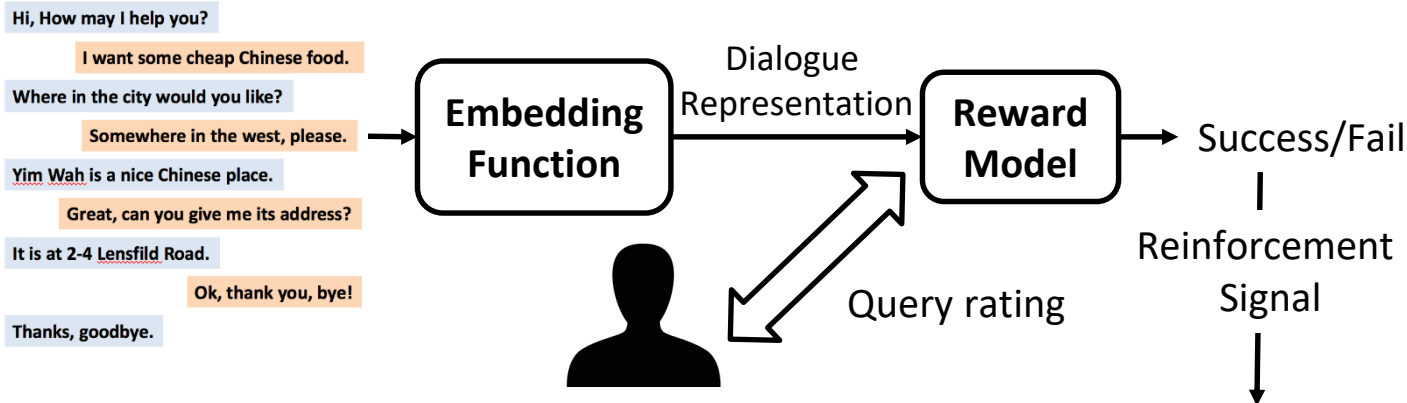 Hi, How may I help you?
I want some cheap Chinese food.
Where in the city would you like?
Somewhere in the west, please.
Yim Wah is a nice Chinese place.
Great, can you give me its address?
It is at 2-4 Lensfild Road.
Ok, thank you, bye!
Thanks, goodbye.
Embedding
Function
Dialogue
Representation
Reward
Model
Success/Fail
Query rating
Reinforcement
Signal